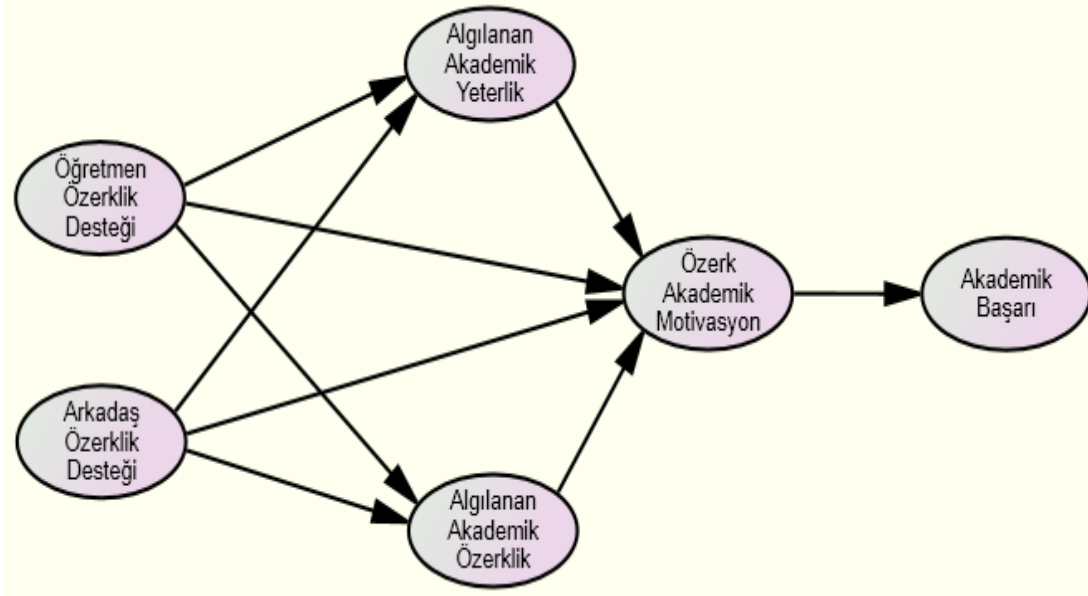 Algılanan
Akademik
Yeterlik
Öğretmen
Özerklik
Desteği
Özerk
Akademik
Motivasyon
Akademik
Başarı
Arkadaş
Özerklik
Desteği
Algılanan
Akademik
Özerklik